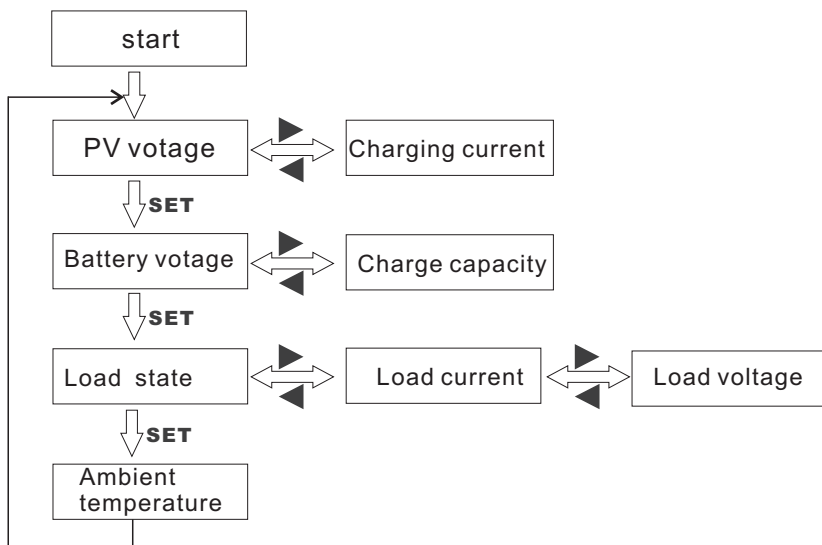 start
PV votage
Charging current
SET
Battery votage
Charge capacity
SET
Load state
Load current
Load voltage
SET
Ambient
temperature